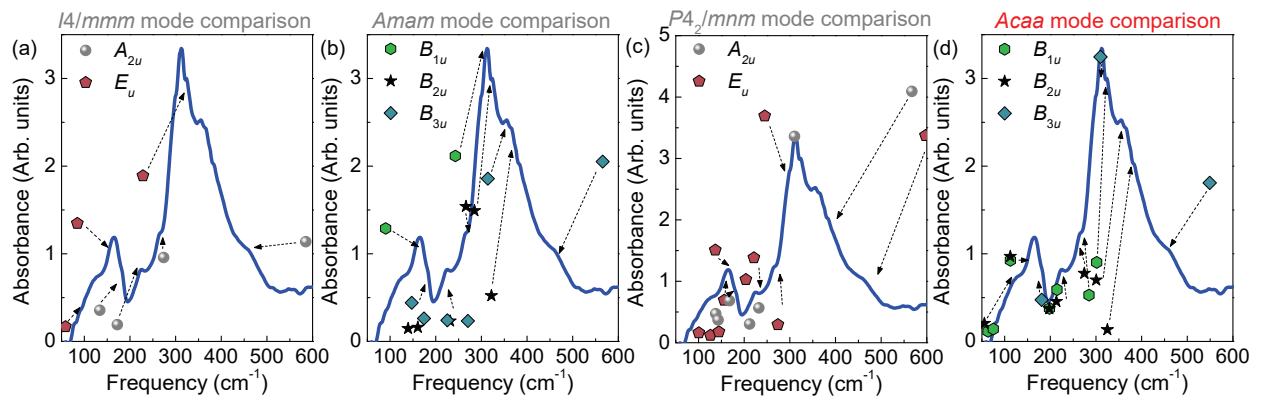 I4/mmm mode comparison
Amam mode comparison
P4₂/mnm mode comparison
Acaa mode comparison
(a)
A₂ᵤ
Eᵤ
Absorbance (Arb. units)
3
2
1
0
100 200 300 400 500 600
Frequency (cm⁻¹)
(b)
B₁ᵤ
B₂ᵤ
B₃ᵤ
Absorbance (Arb. units)
3
2
1
0
100 200 300 400 500 600
Frequency (cm⁻¹)
(c)
A₂ᵤ
Eᵤ
Absorbance (Arb. units)
5
4
3
2
1
0
100 200 300 400 500 600
Frequency (cm⁻¹)
(d)
B₁ᵤ
B₂ᵤ
B₃ᵤ
Absorbance (Arb. units)
3
2
1
0
100 200 300 400 500 600
Frequency (cm⁻¹)